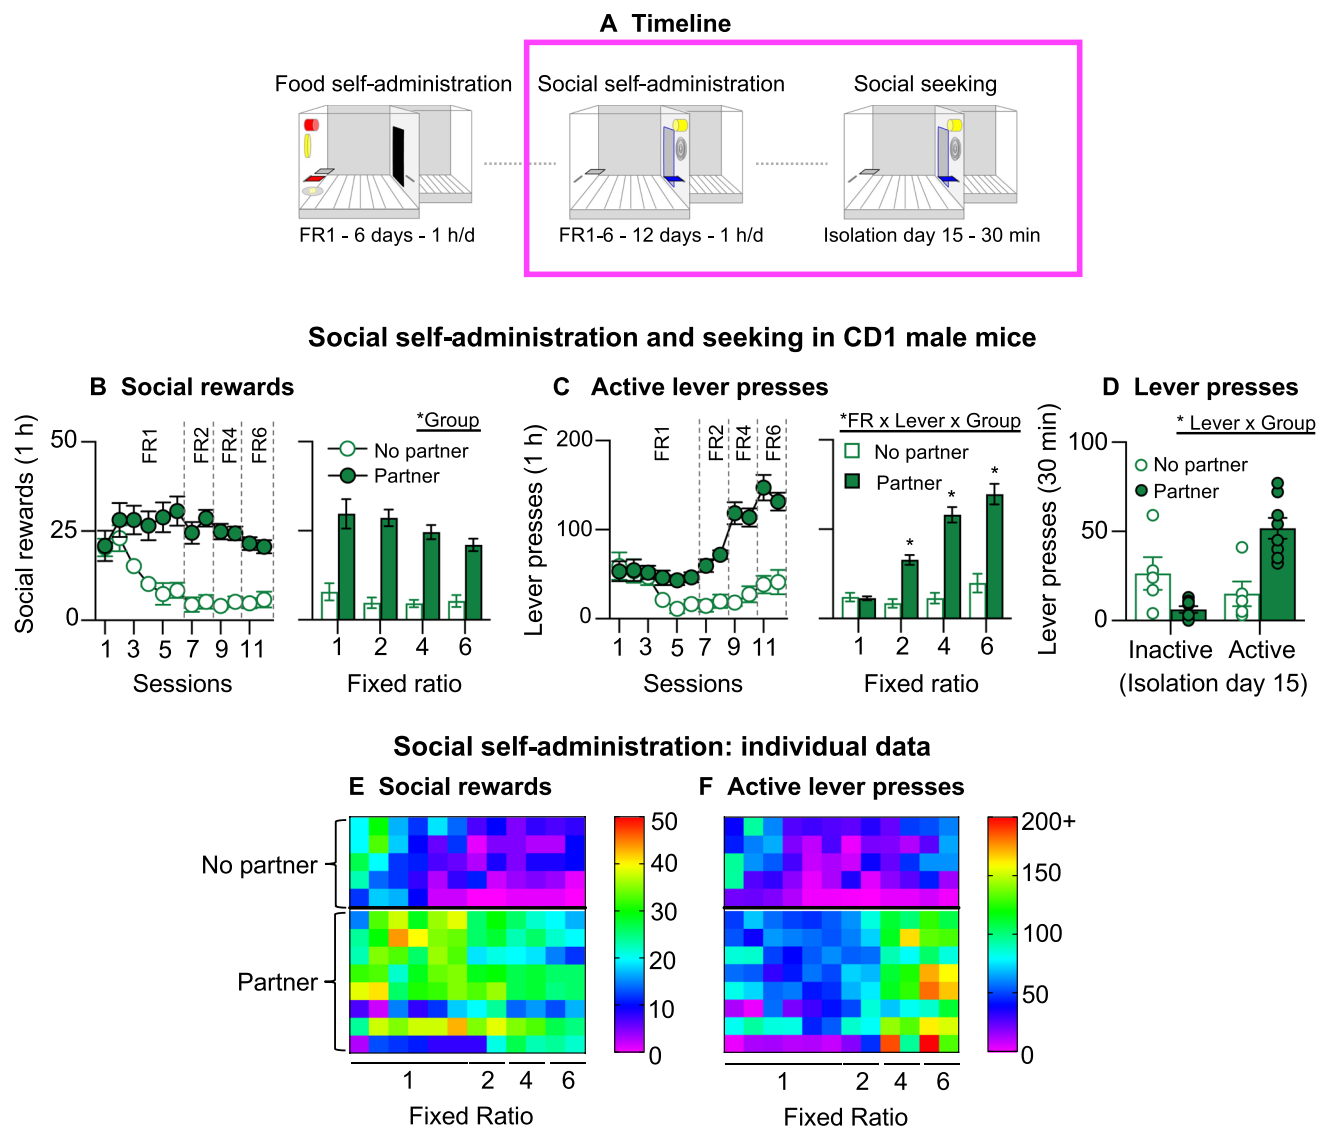 A Timeline
Food self-administration
Social self-administration
Social seeking
FR1 - 6 days - 1 h/d
FR1-6 - 12 days - 1 h/d
Isolation day 15 - 30 min
Social self-administration and seeking in CD1 male mice
B Social rewards
Social rewards (1 h)
50
25
0
FR1
FR2
FR4
FR6
1 3 5 7 9 11
Sessions
*Group
No partner
Partner
1 2 4 6
Fixed ratio
C Active lever presses
Lever presses (1 h)
200
100
0
FR1
FR2
FR4
FR6
1 3 5 7 9 11
Sessions
*FR x Lever x Group
No partner
Partner
* * *
1 2 4 6
Fixed ratio
D Lever presses
Lever presses (30 min)
* Lever x Group
100
50
0
No partner
Partner
Inactive Active
(Isolation day 15)
Social self-administration: individual data
E Social rewards
No partner
Partner
50
40
30
20
10
0
1 2 4 6
Fixed Ratio
F Active lever presses
200+
150
100
50
0
1 2 4 6
Fixed Ratio